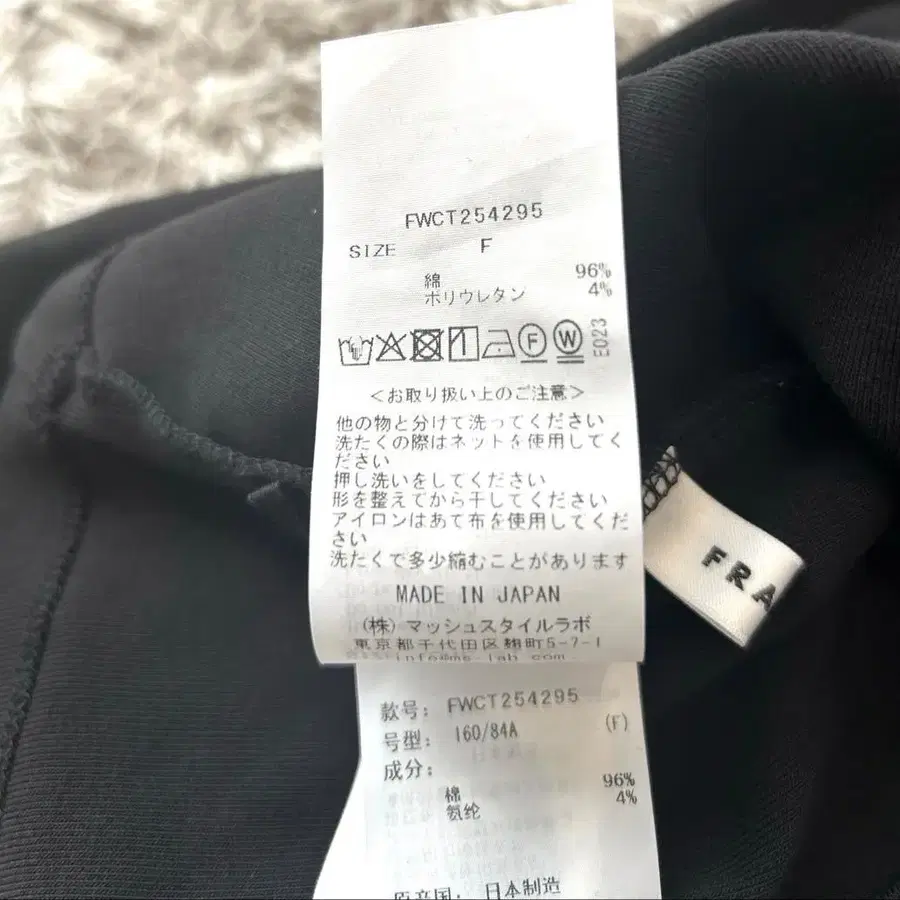 FWCT254295
SIZE F
綿 96%
ポリウレタン 4%
F W E023
<お取り扱い上のご注意>
他の物と分けて洗ってください
洗たくの際はネットを使用してく
ださい
押し洗いをしてください
形を整えてから干してください
アイロンはあて布を使用してくだ
さい
洗たくで多少縮むことがあります
MADE IN JAPAN
(株)マッシュスタイルラボ
東京都千代田区麹町5-7-1
info@ms-lab.com
FRA
款号: FWCT254295
号型: 160/84A (F)
成分:
棉 96%
氨纶 4%
原产国: 日本制造